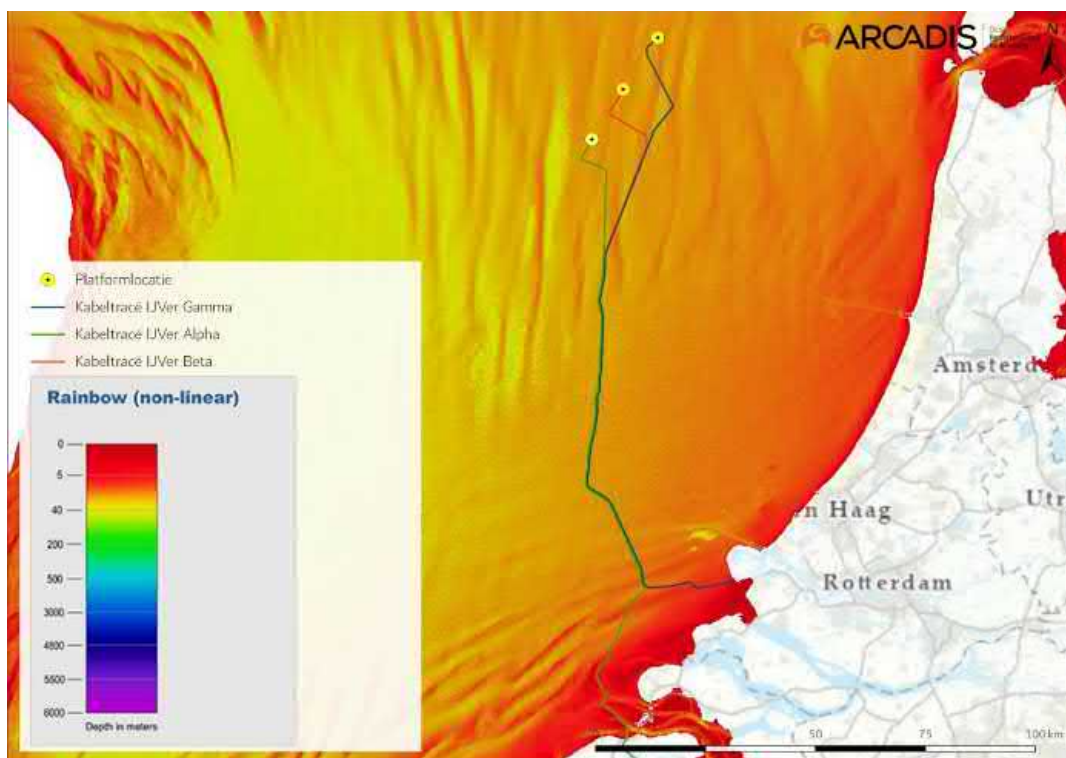 ARCADIS
N
Platformlocatie
Kabeltracé IJVer Gamma
Kabeltracé IJVer Alpha
Kabeltracé IJVer Beta
Rainbow (non-linear)
0
5
40
200
500
3000
4800
5500
6000
Depth in meters
Amsterd
Utr
n Haag
Rotterdam
50
75
100 km